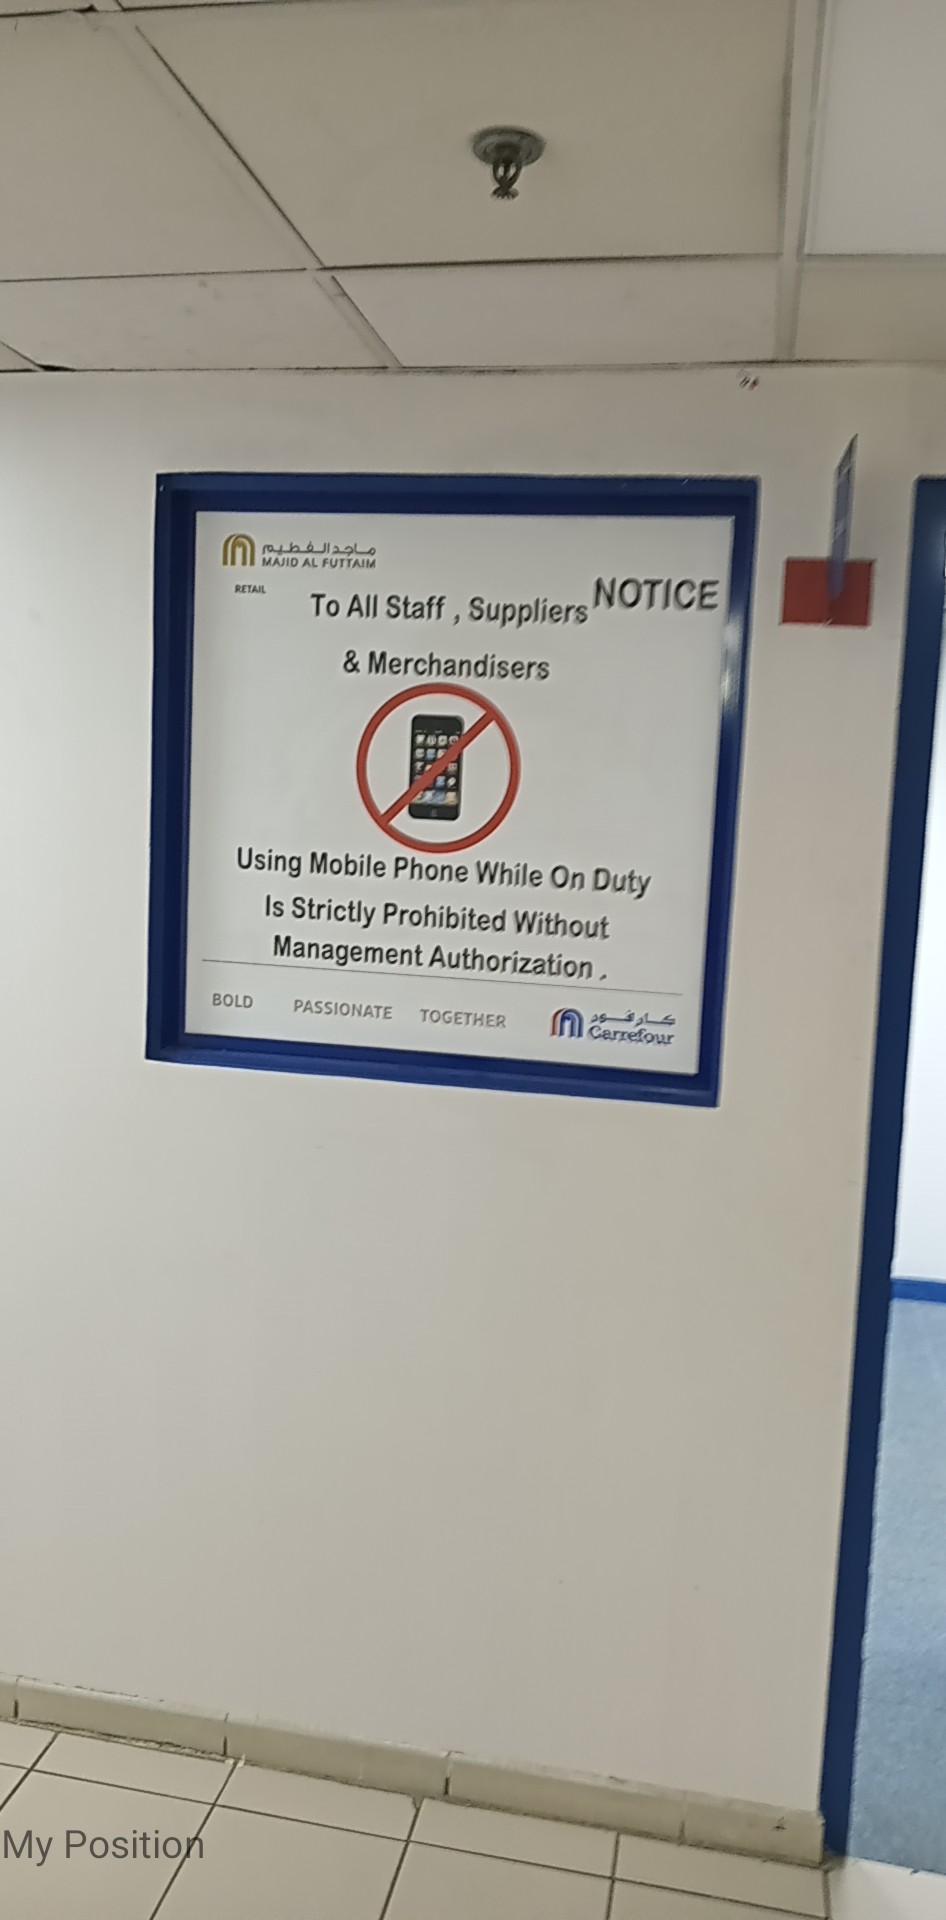 ماجد الفطيم
MAJID AL FUTTAIM
RETAIL
NOTICE
To All Staff , Suppliers
& Merchandisers
Using Mobile Phone While On Duty
Is Strictly Prohibited Without
Management Authorization .
BOLD PASSIONATE TOGETHER
كارفور
Carrefour
My Position